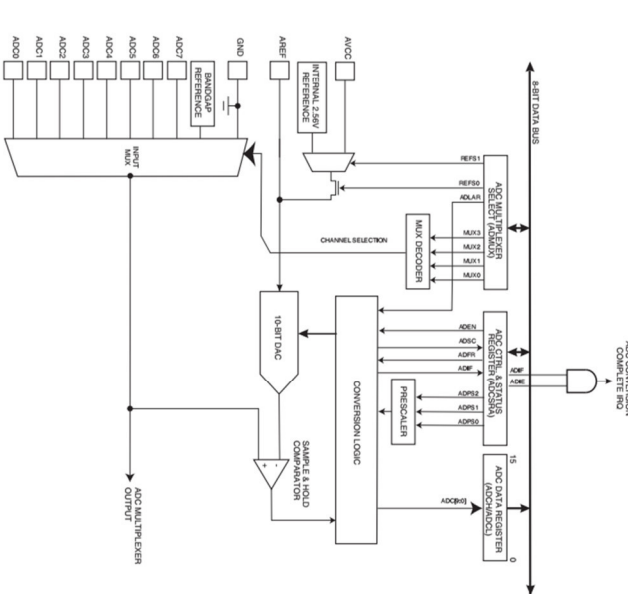 ADC CONVERSION
COMPLETE IRQ
8-BIT DATA BUS
ADIF
ADIE
15
0
ADC MULTIPLEXER
SELECT (ADMUX)
ADC CTRL. & STATUS
REGISTER (ADCSRA)
ADC DATA REGISTER
(ADCH/ADCL)
REFS1
REFS0
ADLAR
MUX3
MUX2
MUX1
MUX0
ADEN
ADSC
ADFR
ADIF
ADPS2
ADPS1
ADPS0
ADC[9:0]
MUX DECODER
PRESCALER
CHANNEL SELECTION
CONVERSION LOGIC
AVCC
INTERNAL 2.56V
REFERENCE
AREF
10-BIT DAC
SAMPLE & HOLD
COMPARATOR
-
+
GND
BANDGAP
REFERENCE
ADC7
ADC6
ADC5
ADC4
ADC3
ADC2
ADC1
ADC0
INPUT
MUX
ADC MULTIPLEXER
OUTPUT